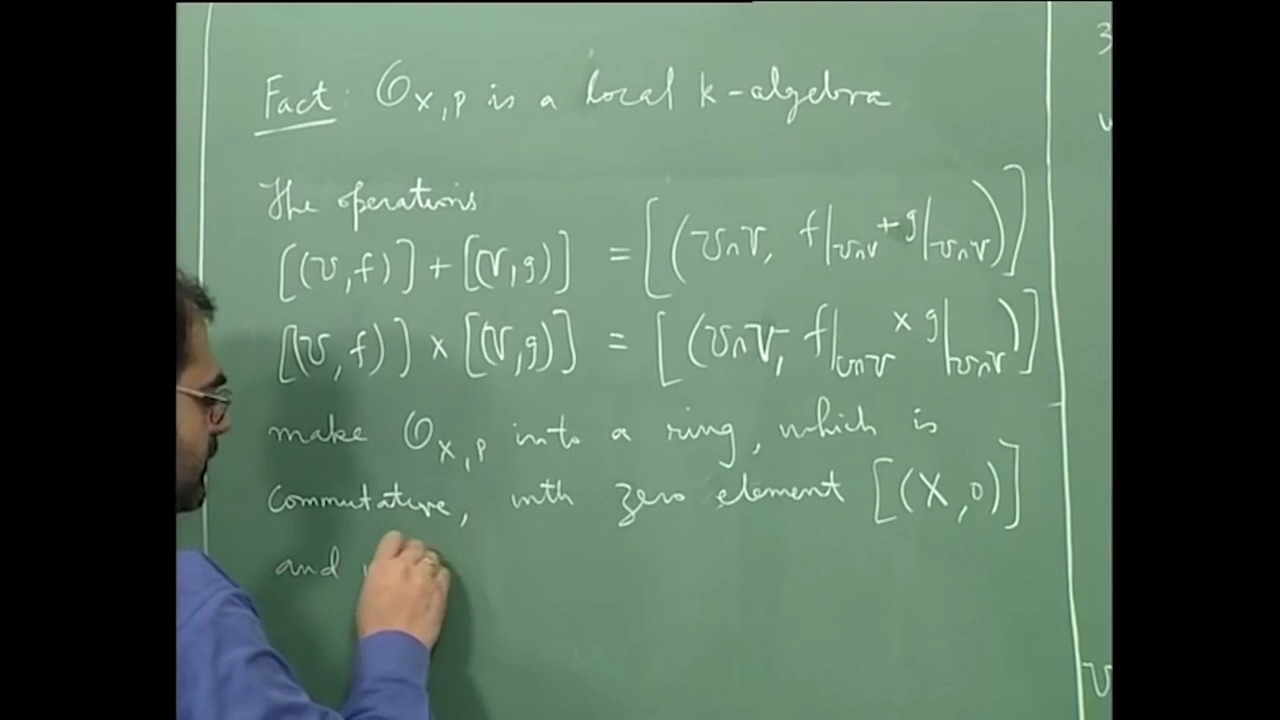 Fact: 𝒪_{X,p} is a local k-algebra
The operations
[(U,f)] + [(V,g)] = [(U∩V, f|_{U∩V} + g|_{U∩V})]
[(U,f)] × [(V,g)] = [(U∩V, f|_{U∩V} × g|_{U∩V})]
make 𝒪_{X,p} into a ring, which is
commutative, with zero element [(X,0)]
and
3